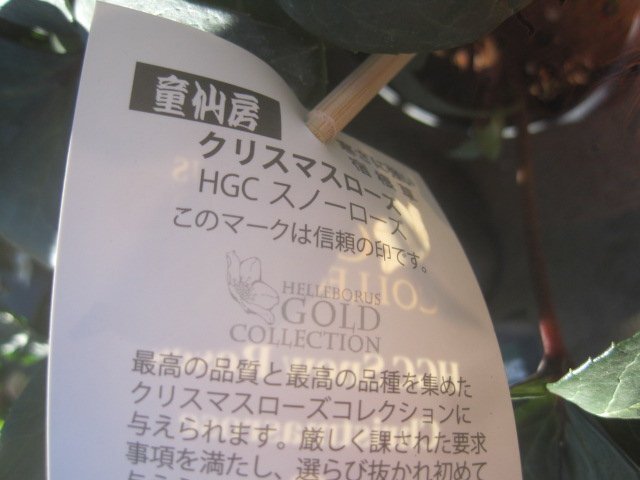 童仙房
クリスマスローズ
HGC スノーローズ
このマークは信頼の印です。
HELLEBORUS
GOLD
COLLECTION
最高の品質と最高の品種を集めた
クリスマスローズコレクションに
与えられます。厳しく課された要求
事項を満たし、選らび抜かれ初めて